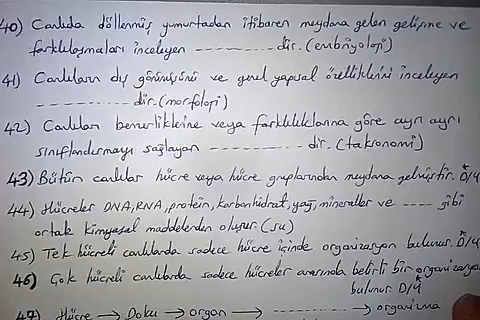 40) Canlıda döllenmiş yumurtadan itibaren meydana gelen gelişme ve
farklılaşmaları inceleyen ---------- dir. (embriyoloji)
41) Canlıların dış görünüşünü ve genel yapısal özelliklerini inceleyen
---------- dir. (morfoloji)
42) Canlıları benzerliklerine veya farklılıklarına göre ayrı ayrı
sınıflandırmayı sağlayan ---------- dir. (taksonomi)
43) Bütün canlılar hücre veya hücre gruplarından meydana gelmiştir. D/Y
44) Hücreler DNA, RNA, protein, karbonhidrat, yağ, mineraller ve ---- gibi
ortak kimyasal maddelerden oluşur. (su)
45) Tek hücreli canlılarda sadece hücre içinde organizasyon bulunur. D/Y
46) Çok hücreli canlılarda sadece hücreler arasında belirli bir organizasyon
bulunur. D/Y
47) Hücre → Doku → organ → ---------- → organizma